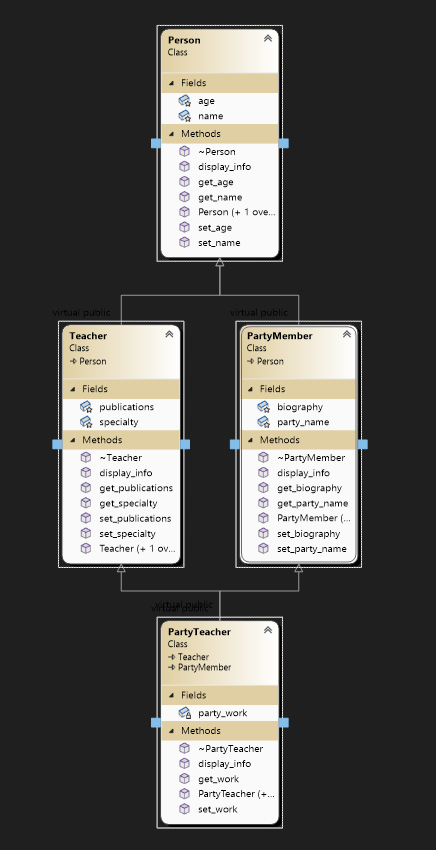 Person
Class
Fields
age
name
Methods
~Person
display_info
get_age
get_name
Person (+ 1 ove...
set_age
set_name
virtual public
Teacher
Class
Person
Fields
publications
specialty
Methods
~Teacher
display_info
get_publications
get_specialty
set_publications
set_specialty
Teacher (+ 1 ov...
virtual public
PartyMember
Class
Person
Fields
biography
party_name
Methods
~PartyMember
display_info
get_biography
get_party_name
PartyMember (...
set_biography
set_party_name
virtual public
virtual public
PartyTeacher
Class
Teacher
PartyMember
Fields
party_work
Methods
~PartyTeacher
display_info
get_work
PartyTeacher (+...
set_work